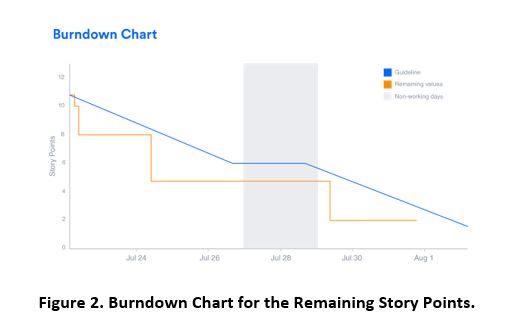 Burndown Chart
Guideline
Remaining values
Non-working days
Story Points
12
10
8
6
4
2
0
Jul 24 Jul 26 Jul 28 Jul 30 Aug 1
Figure 2. Burndown Chart for the Remaining Story Points.